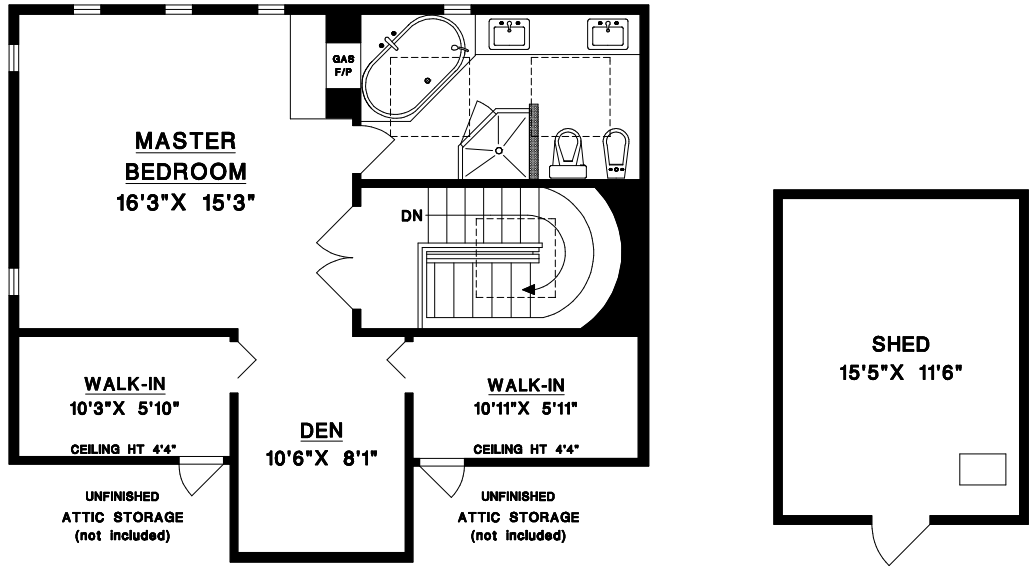 GAS
F/P
MASTER
BEDROOM
16'3"X 15'3"
DN
WALK-IN
10'3"X 5'10"
CEILING HT 4'4"
DEN
10'6"X 8'1"
WALK-IN
10'11"X 5'11"
CEILING HT 4'4"
UNFINISHED
ATTIC STORAGE
(not included)
UNFINISHED
ATTIC STORAGE
(not included)
SHED
15'5"X 11'6"